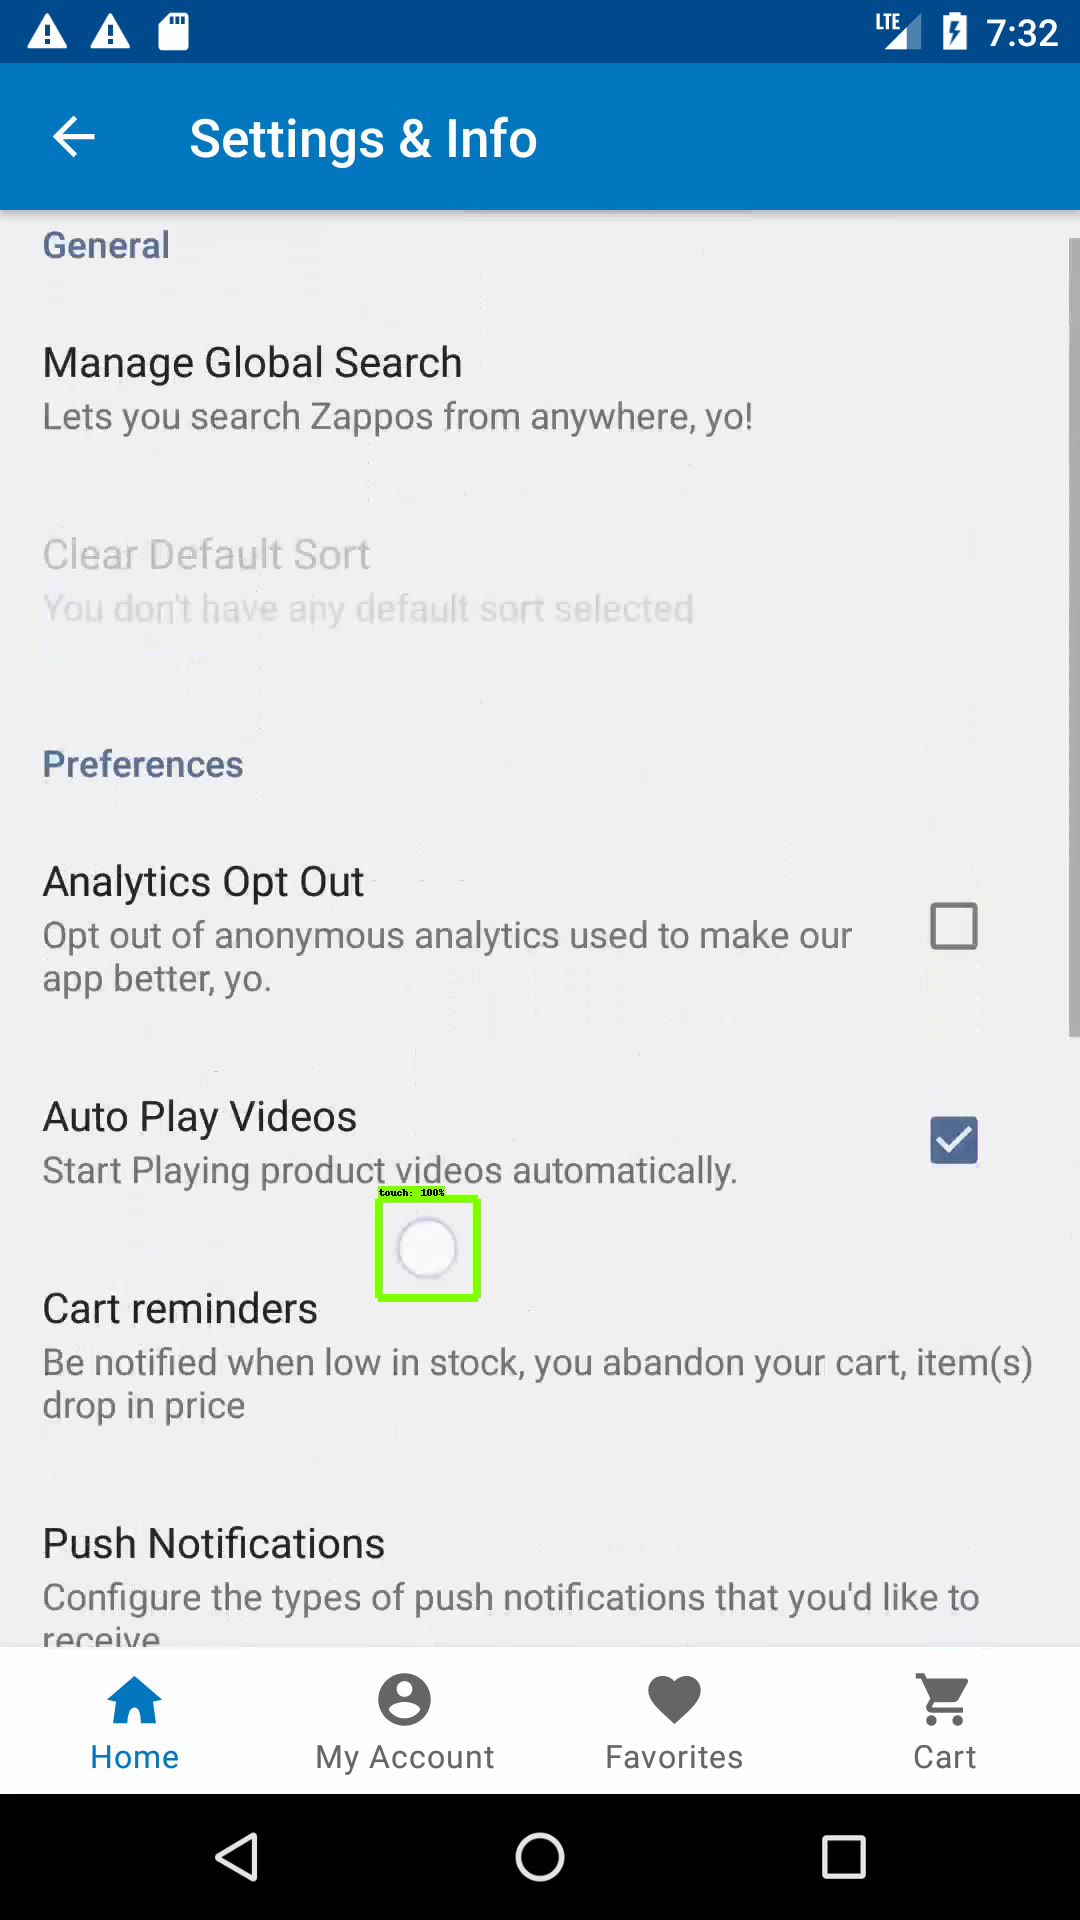 LTE 7:32
Settings & Info
General
Manage Global Search
Lets you search Zappos from anywhere, yo!
Clear Default Sort
You don't have any default sort selected
Preferences
Analytics Opt Out
Opt out of anonymous analytics used to make our
app better, yo.
Auto Play Videos
Start Playing product videos automatically.
touch: 100%
Cart reminders
Be notified when low in stock, you abandon your cart, item(s)
drop in price
Push Notifications
Configure the types of push notifications that you'd like to
receive
Home My Account Favorites Cart